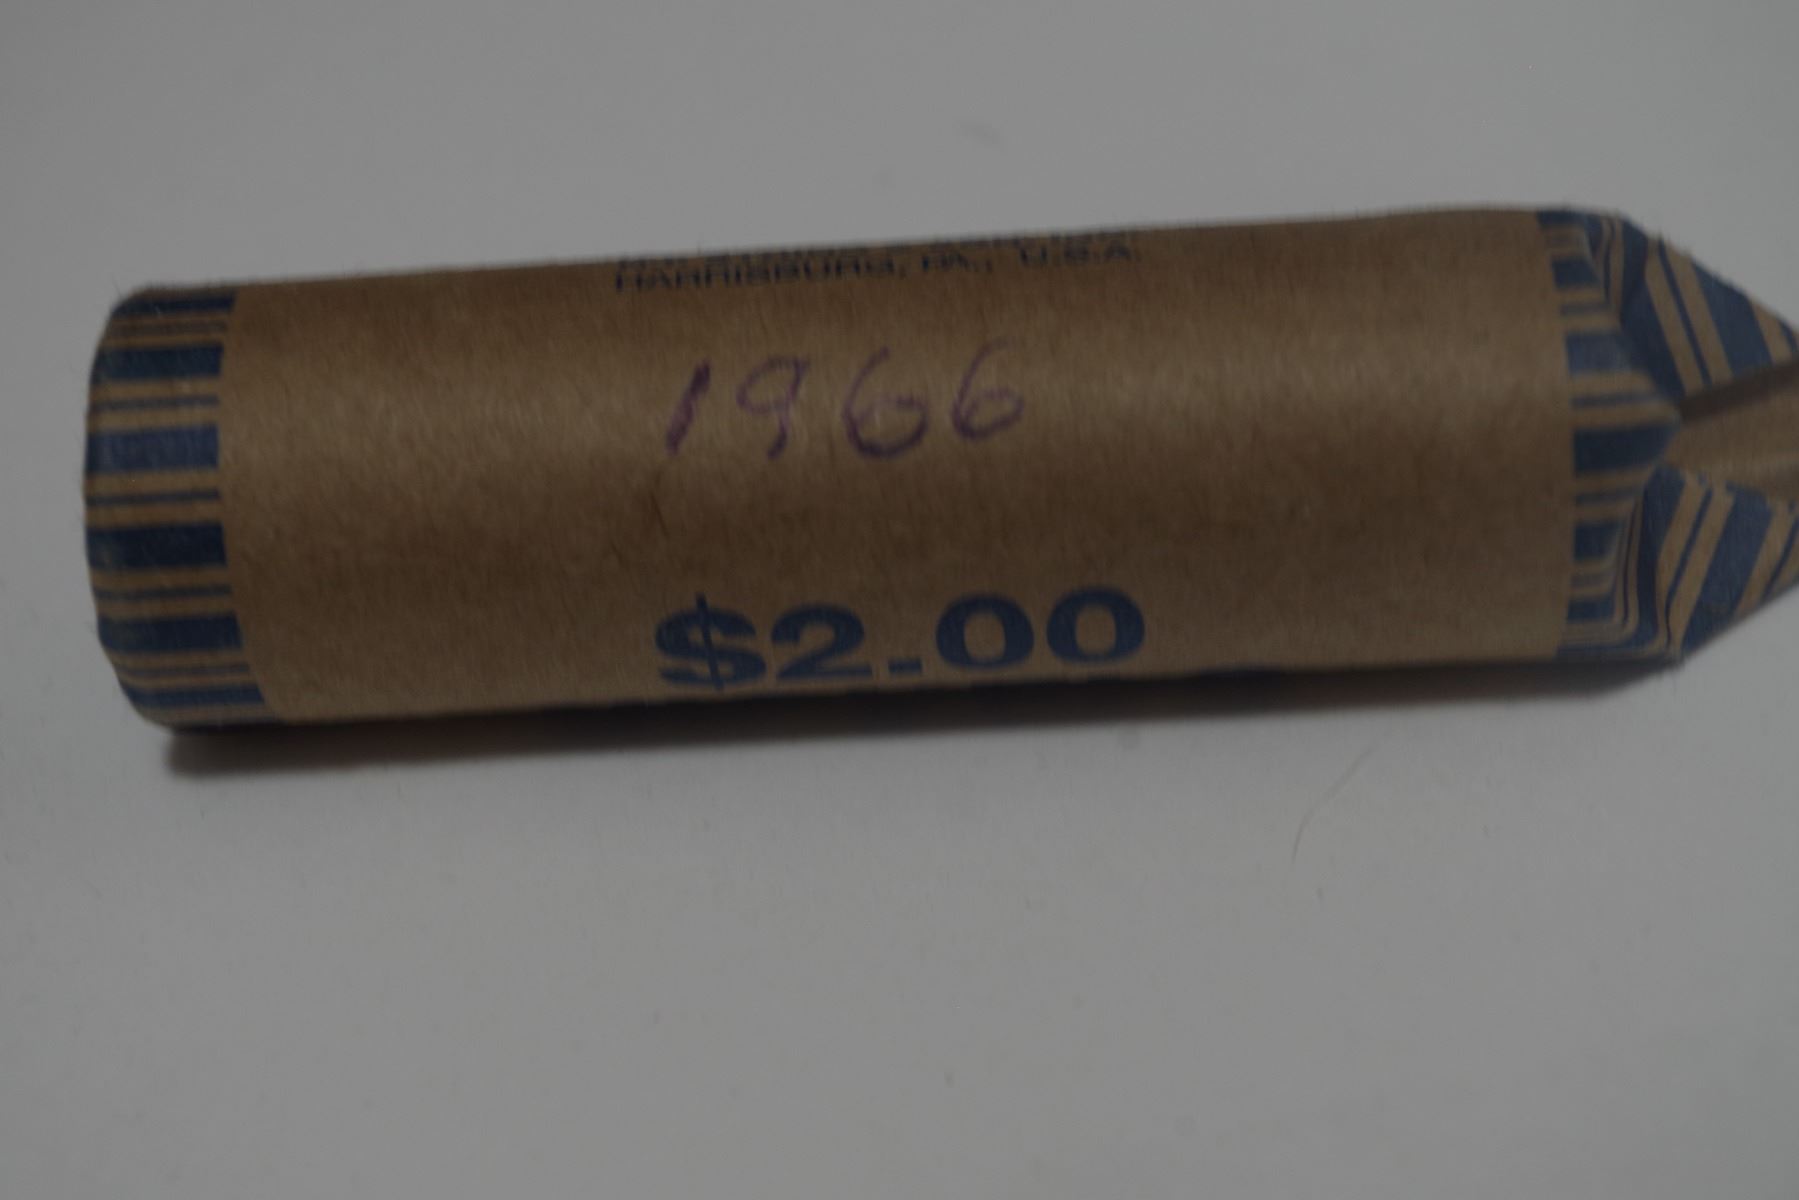 HARRISBURG, PA., U.S.A.
1966
$2.00